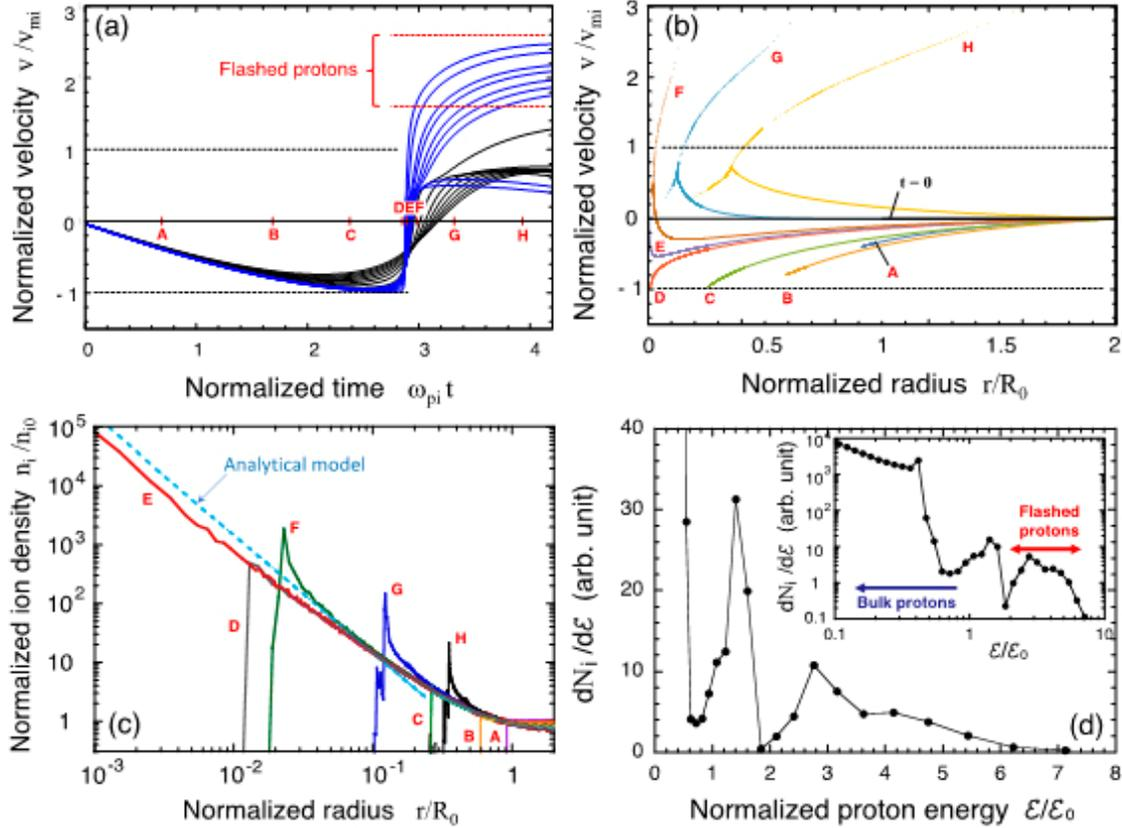 (a)
Normalized velocity v/v_mi
3
2
1
0
- 1
Flashed protons
A
B
C
DEF
G
H
0
1
2
3
4
Normalized time ω_pi t
(b)
Normalized velocity v/v_mi
3
2
1
0
- 1
F
G
H
t = 0
E
D
C
B
A
0
0.5
1
1.5
2
Normalized radius r/R_0
(c)
Normalized ion density n_i/n_i0
10^5
10^4
10^3
10^2
10
1
Analytical model
E
F
D
G
H
C
B
A
10^-3
10^-2
10^-1
1
Normalized radius r/R_0
(d)
dN_i/dℰ (arb. unit)
40
30
20
10
0
dN_i/dℰ (arb. unit)
10^4
10^3
10^2
10
1
0.1
Flashed
protons
Bulk protons
0.1
1
10
ℰ/ℰ_0
0
1
2
3
4
5
6
7
8
Normalized proton energy ℰ/ℰ_0